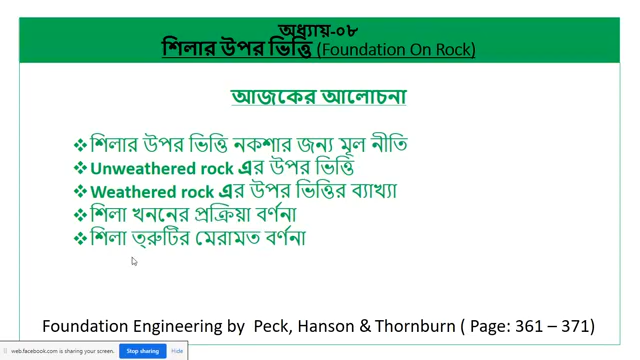 অধ্যায়-০৮
শিলার উপর ভিত্তি (Foundation On Rock)
আজকের আলোচনা
❖শিলার উপর ভিত্তি নকশার জন্য মূল নীতি
❖Unweathered rock এর উপর ভিত্তি
❖Weathered rock এর উপর ভিত্তির ব্যাখ্যা
❖শিলা খননের প্রক্রিয়া বর্ণনা
❖শিলা ত্রুটির মেরামত বর্ণনা
Foundation Engineering by Peck, Hanson & Thornburn ( Page: 361 – 371)
web.facebook.com is sharing your screen. Stop sharing Hide